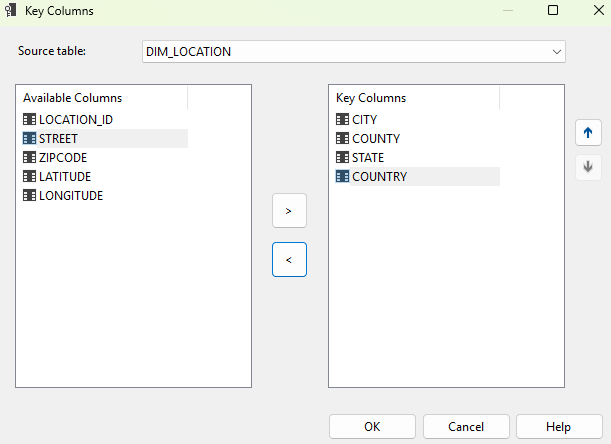 Key Columns
Source table:
DIM_LOCATION
Available Columns
LOCATION_ID
STREET
ZIPCODE
LATITUDE
LONGITUDE
>
<
Key Columns
CITY
COUNTY
STATE
COUNTRY
OK
Cancel
Help